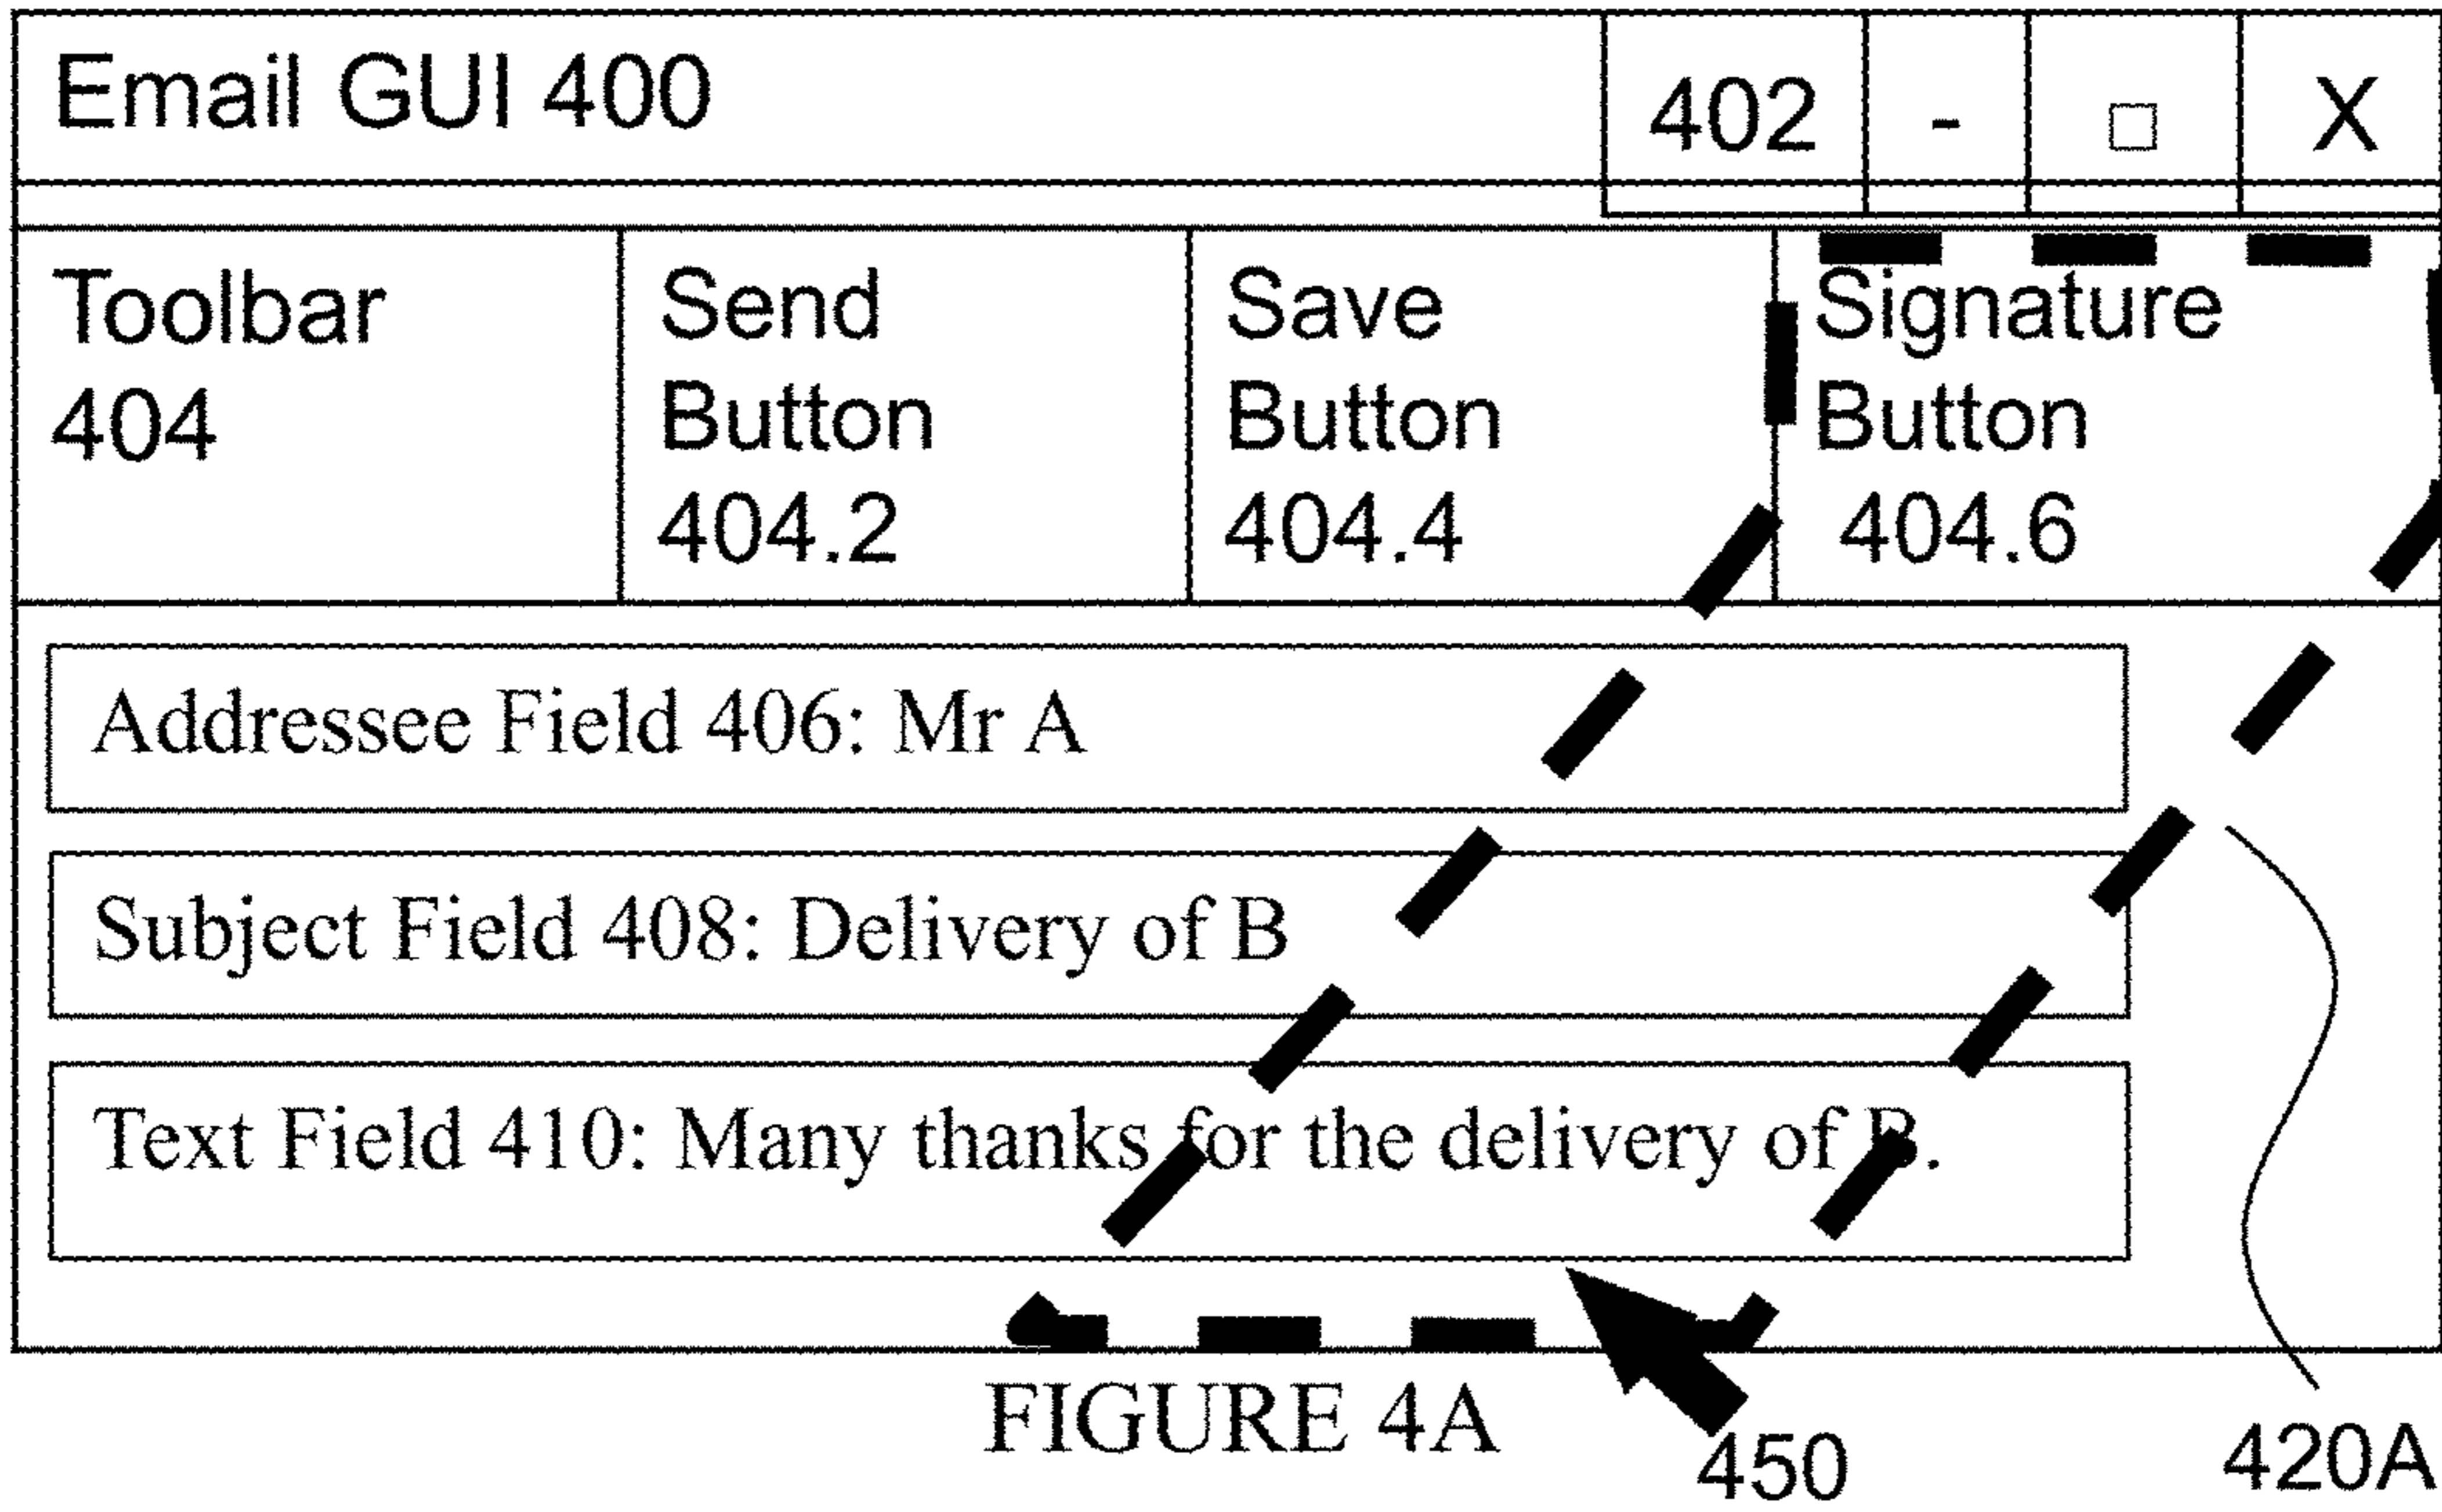 Email GUI 400
402 - □ X
Toolbar
404
Send
Button
404.2
Save
Button
404.4
Signature
Button
404.6
Addressee Field 406: Mr A
Subject Field 408: Delivery of B
Text Field 410: Many thanks for the delivery of B.
FIGURE 4A
450
420A